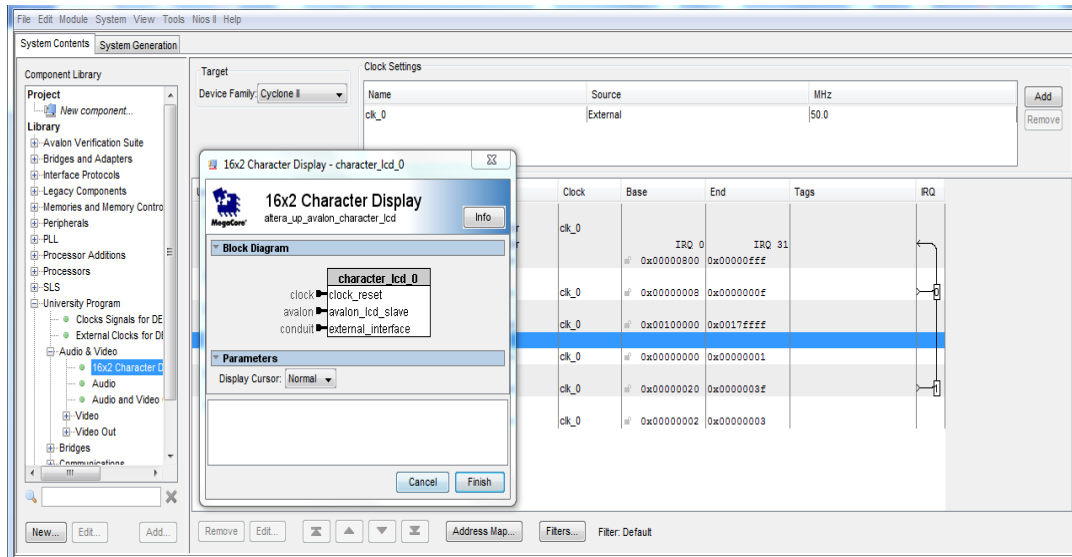 File Edit Module System View Tools Nios II Help
System Contents System Generation
Component Library
Project
New component...
Library
Avalon Verification Suite
Bridges and Adapters
Interface Protocols
Legacy Components
Memories and Memory Contro
Peripherals
PLL
Processor Additions
Processors
SLS
University Program
Clocks Signals for DE
External Clocks for DE
Audio & Video
16x2 Character D
Audio
Audio and Video
Video
Video Out
Bridges
Communications
New... Edit... Add...
Target
Device Family: Cyclone II
Clock Settings
Name Source MHz
clk_0 External 50.0
Add
Remove
16x2 Character Display - character_lcd_0
MegaCore'
16x2 Character Display
altera_up_avalon_character_lcd
Info
Block Diagram
character_lcd_0
clock clock_reset
avalon avalon_lcd_slave
conduit external_interface
Parameters
Display Cursor: Normal
Cancel Finish
Clock Base End Tags IRQ
clk_0
IRQ 0 IRQ 31
0x00000800 0x00000fff
clk_0 0x00000008 0x0000000f 0
clk_0 0x00100000 0x0017ffff
clk_0 0x00000000 0x00000001
clk_0 0x00000020 0x0000003f 1
clk_0 0x00000002 0x00000003
Remove Edit... Address Map... Filters... Filter: Default